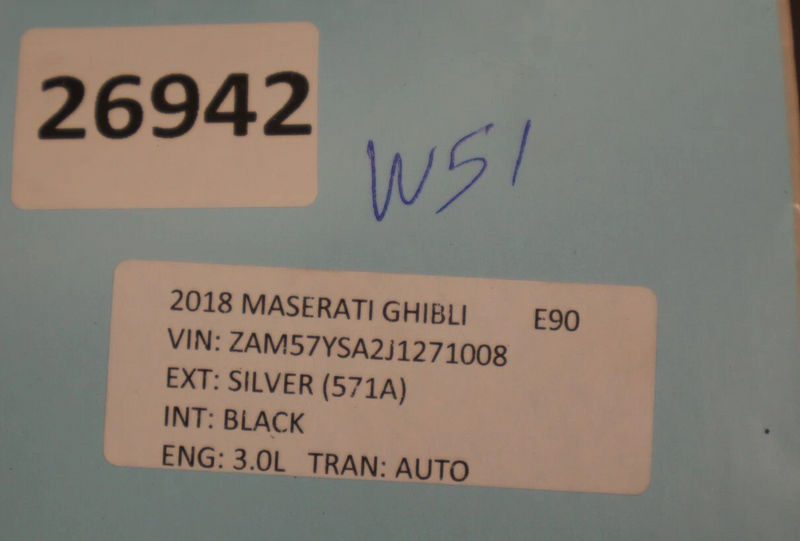 26942
W51
2018 MASERATI GHIBLI E90
VIN: ZAM57YSA2J1271008
EXT: SILVER (571A)
INT: BLACK
ENG: 3.0L TRAN: AUTO